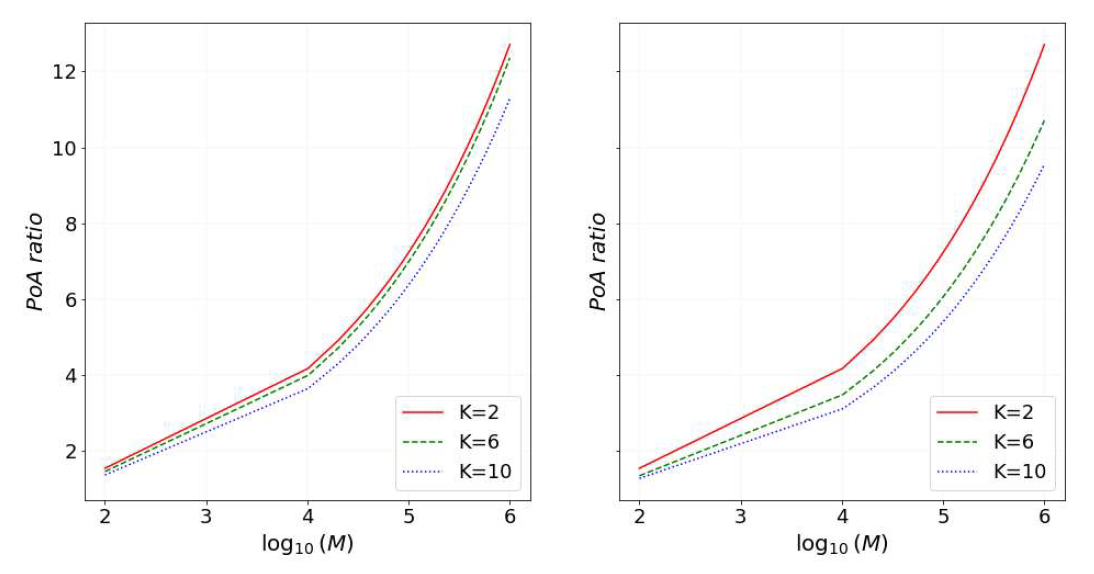 12
10
8
6
4
2
PoA ratio
K=2
K=6
K=10
2 3 4 5 6
log₁₀ (M)
PoA ratio
K=2
K=6
K=10
2 3 4 5 6
log₁₀ (M)